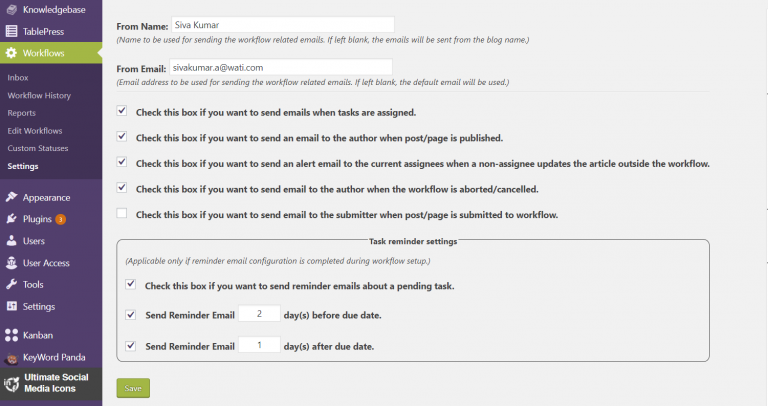 Knowledgebase
TablePress
Workflows
Inbox
Workflow History
Reports
Edit Workflows
Custom Statuses
Settings
Appearance
Plugins 3
Users
User Access
Tools
Settings
Kanban
KeyWord Panda
Ultimate Social
Media Icons
From Name: Siva Kumar
(Name to be used for sending the workflow related emails. If left blank, the emails will be sent from the blog name.)
From Email: sivakumar.a@wati.com
(Email address to be used for sending the workflow related emails. If left blank, the default email will be used.)
Check this box if you want to send emails when tasks are assigned.
Check this box if you want to send an email to the author when post/page is published.
Check this box if you want to send an alert email to the current assignees when a non-assignee updates the article outside the workflow.
Check this box if you want to send email to the author when the workflow is aborted/cancelled.
Check this box if you want to send email to the submitter when post/page is submitted to workflow.
Task reminder settings
(Applicable only if reminder email configuration is completed during workflow setup.)
Check this box if you want to send reminder emails about a pending task.
Send Reminder Email 2 day(s) before due date.
Send Reminder Email 1 day(s) after due date.
Save